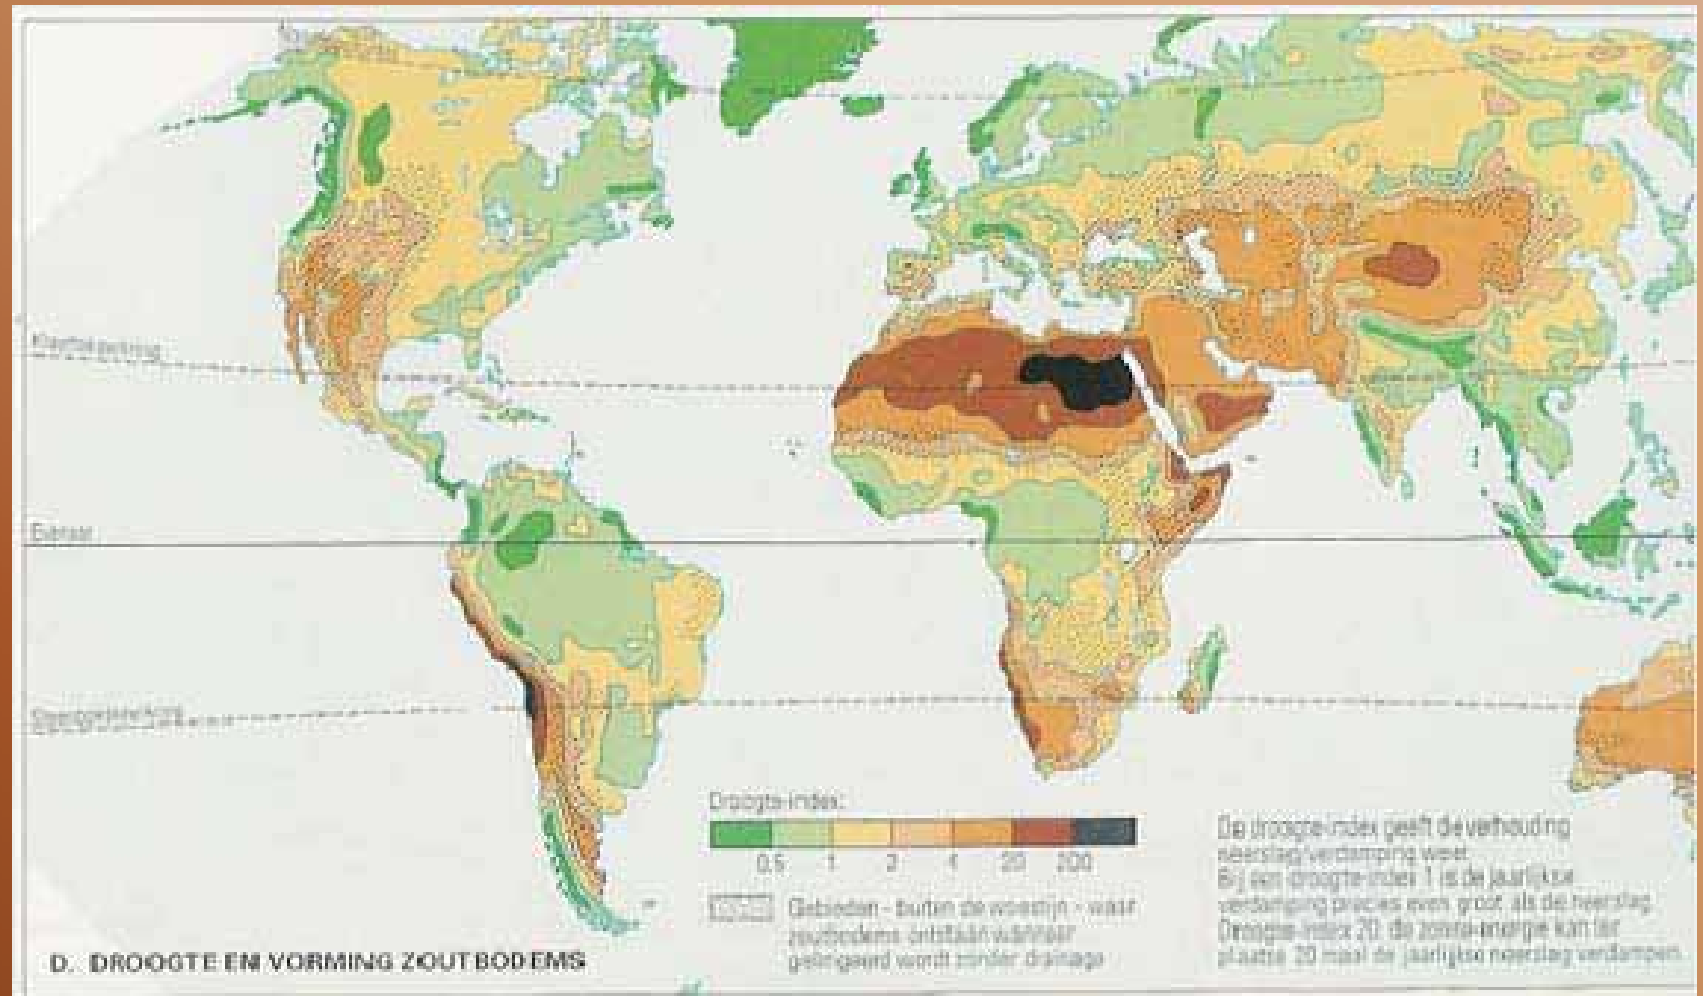 Evenaar
Droogte-index:
0.5 1 2 4 20 200
Gebieden - buiten de woestijn - waar
zoutbodems ontstaan wanneer
geïrrigeerd wordt zonder drainage
De droogte-index geeft de verhouding
neerslag/verdamping weer.
Bij een droogte-index 1 is de jaarlijkse
verdamping precies even groot als de neerslag.
Droogte-index 20: de zonne-energie kan ter
plaatse 20 maal de jaarlijkse neerslag verdampen.
D. DROOGTE EN VORMING ZOUTBODEMS